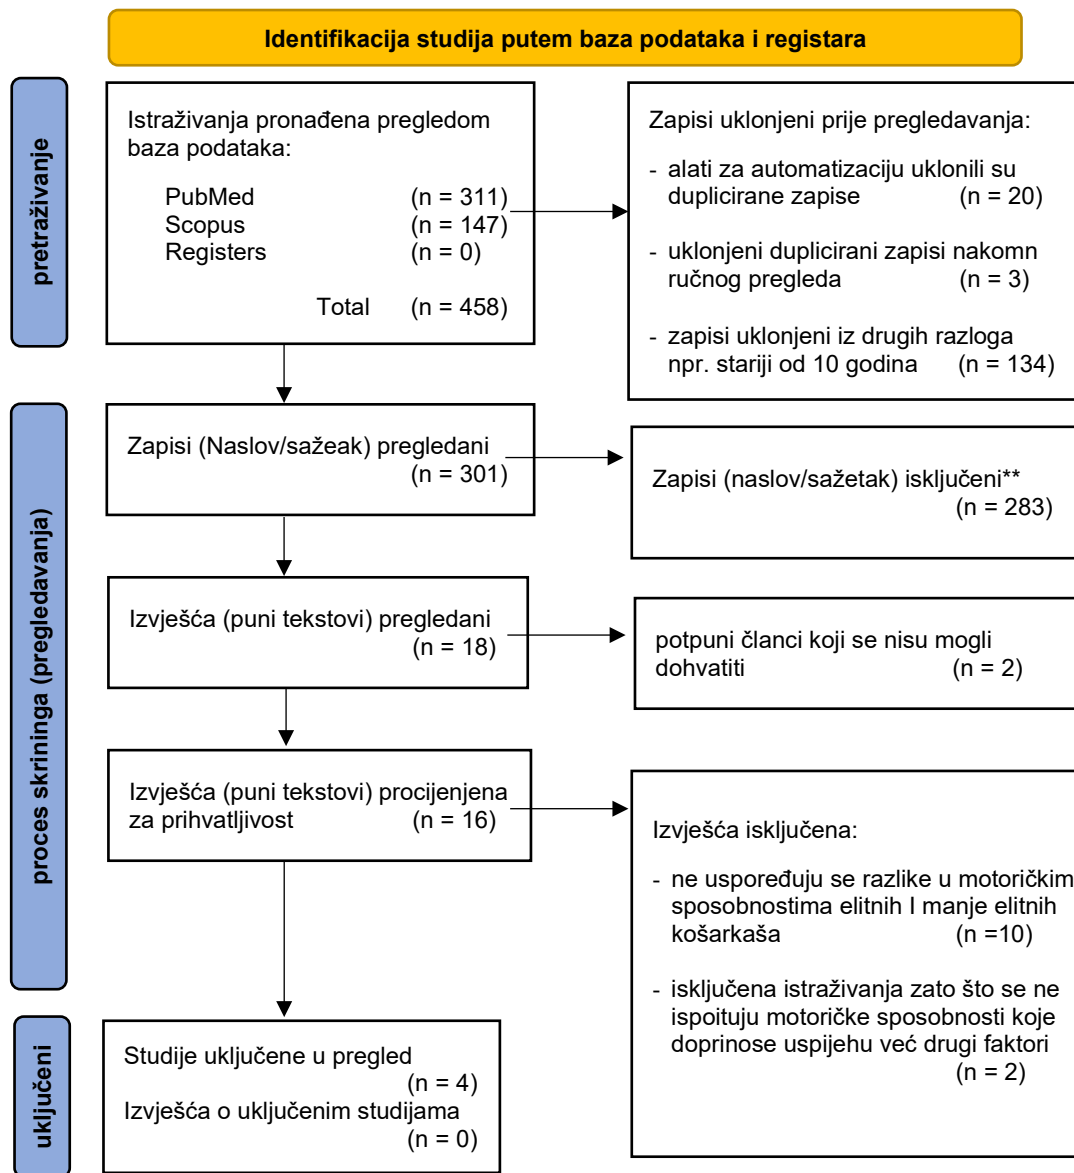 Identifikacija studija putem baza podataka i registara
pretraživanje
Istraživanja pronađena pregledom
baza podataka:
PubMed (n = 311)
Scopus (n = 147)
Registers (n = 0)
Total (n = 458)
Zapisi uklonjeni prije pregledavanja:
- alati za automatizaciju uklonili su
duplicirane zapise (n = 20)
- uklonjeni duplicirani zapisi nakomn
ručnog pregleda (n = 3)
- zapisi uklonjeni iz drugih razloga
npr. stariji od 10 godina (n = 134)
proces skrininga (pregledavanja)
Zapisi (Naslov/sažeak) pregledani
(n = 301)
Zapisi (naslov/sažetak) isključeni**
(n = 283)
Izvješća (puni tekstovi) pregledani
(n = 18)
potpuni članci koji se nisu mogli
dohvatiti (n = 2)
Izvješća (puni tekstovi) procijenjena
za prihvatljivost (n = 16)
Izvješća isključena:
- ne uspoređuju se razlike u motoričkim
sposobnostima elitnih I manje elitnih
košarkaša (n =10)
- isključena istraživanja zato što se ne
ispoituju motoričke sposobnosti koje
doprinose uspijehu već drugi faktori
(n = 2)
uključeni
Studije uključene u pregled
(n = 4)
Izvješća o uključenim studijama
(n = 0)